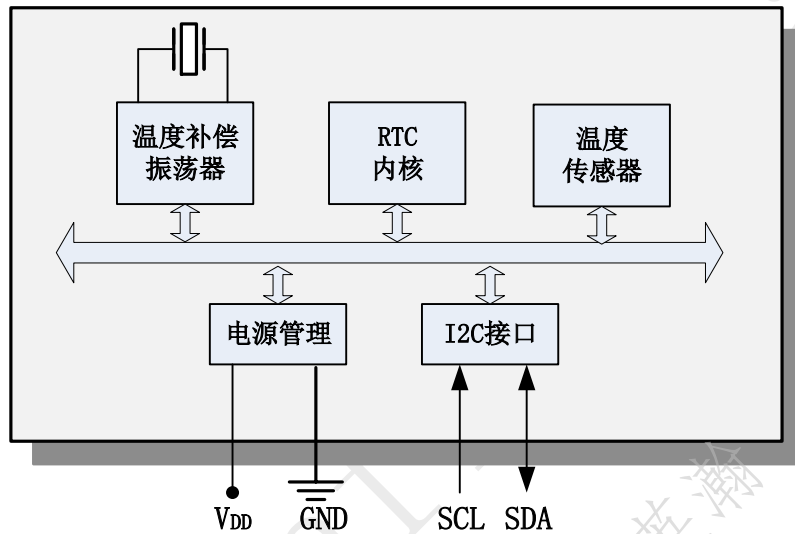 温度补偿
振荡器
RTC
内核
温度
传感器
电源管理
I2C接口
VDD
GND
SCL
SDA